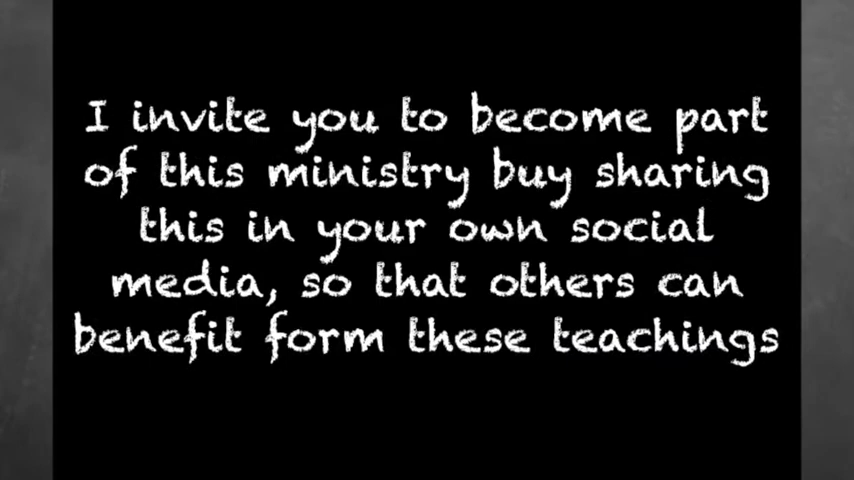 I invite you to become part
of this ministry buy sharing
this in your own social
media, so that others can
benefit form these teachings